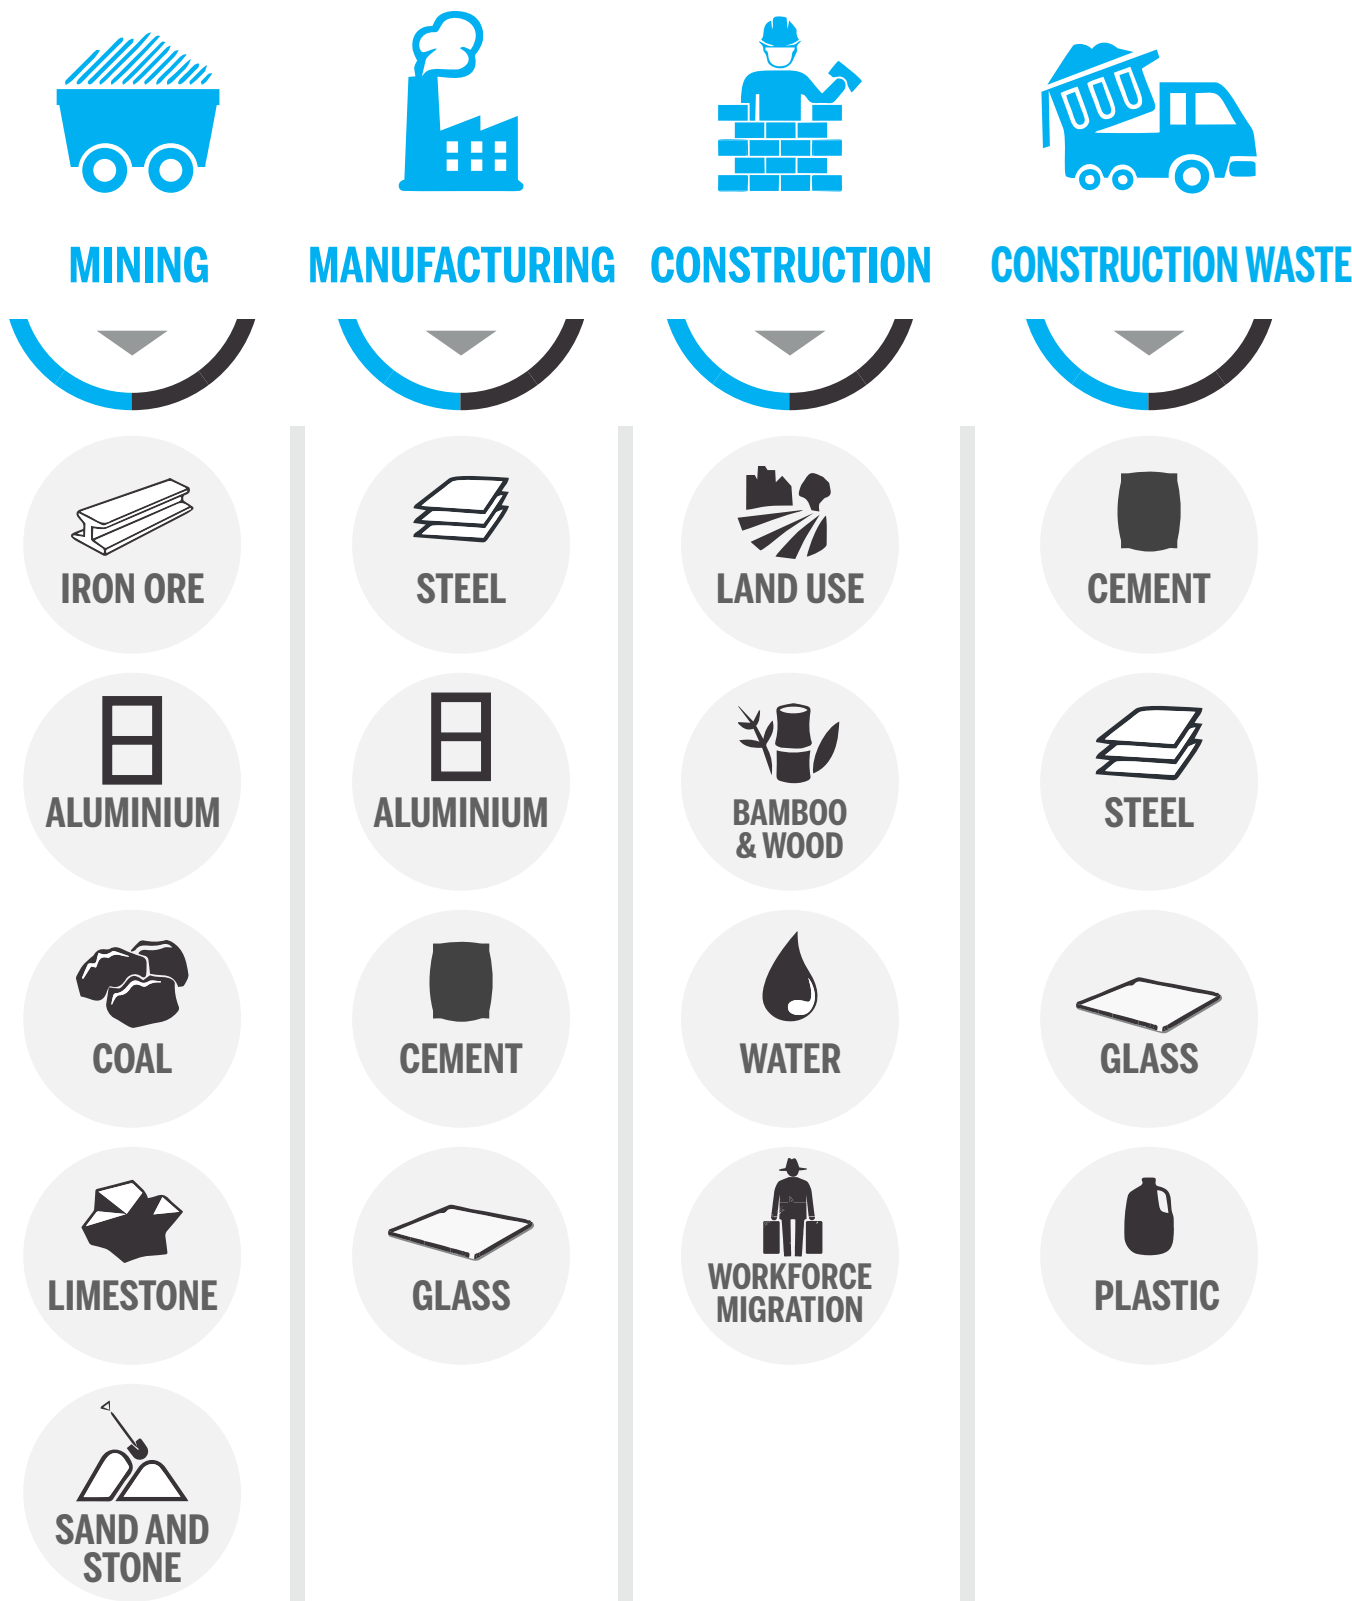 MINING
MANUFACTURING
CONSTRUCTION
CONSTRUCTION WASTE
IRON ORE
ALUMINIUM
COAL
LIMESTONE
SAND AND
STONE
STEEL
ALUMINIUM
CEMENT
GLASS
LAND USE
BAMBOO
& WOOD
WATER
WORKFORCE
MIGRATION
CEMENT
STEEL
GLASS
PLASTIC